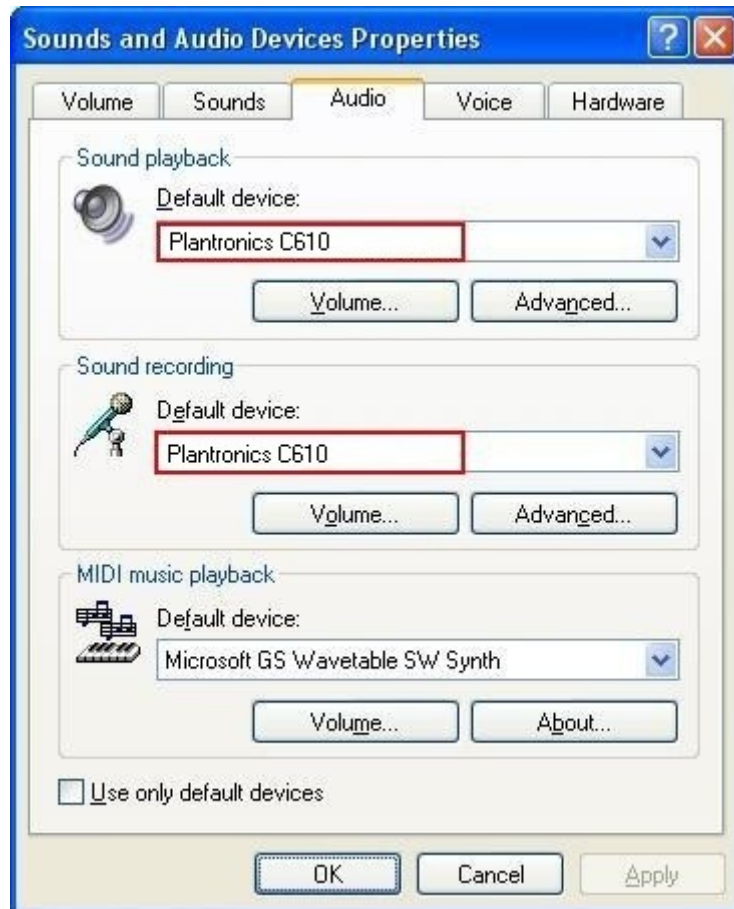 Sounds and Audio Devices Properties
Volume Sounds Audio Voice Hardware
Sound playback
Default device:
Plantronics C610
Volume... Advanced...
Sound recording
Default device:
Plantronics C610
Volume... Advanced...
MIDI music playback
Default device:
Microsoft GS Wavetable SW Synth
Volume... About...
Use only default devices
OK Cancel Apply